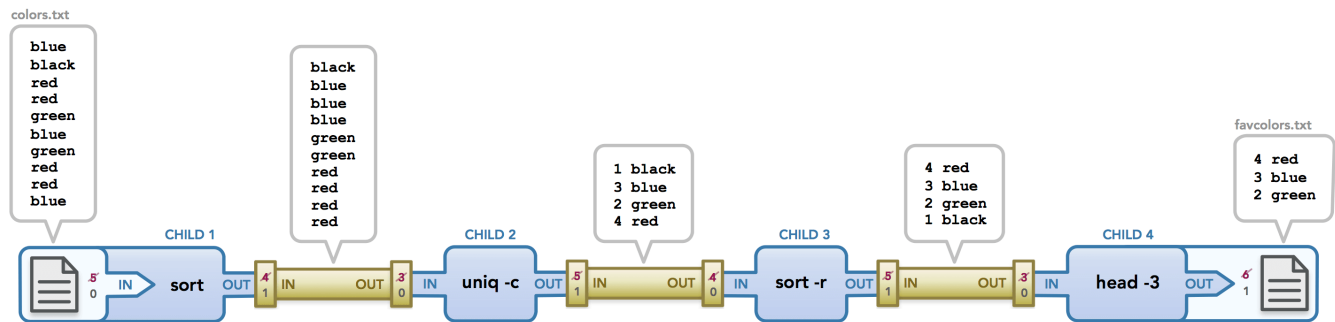 colors.txt
blue
black
red
red
green
blue
green
red
red
blue
black
blue
blue
blue
green
green
red
red
red
red
1 black
3 blue
2 green
4 red
4 red
3 blue
2 green
1 black
favcolors.txt
4 red
3 blue
2 green
CHILD 1
CHILD 2
CHILD 3
CHILD 4
5 0 IN sort OUT 4 1 IN OUT 3 0 IN uniq -c OUT 5 1 IN OUT 4 0 IN sort -r OUT 5 1 IN OUT 3 0 IN head -3 OUT 6 1